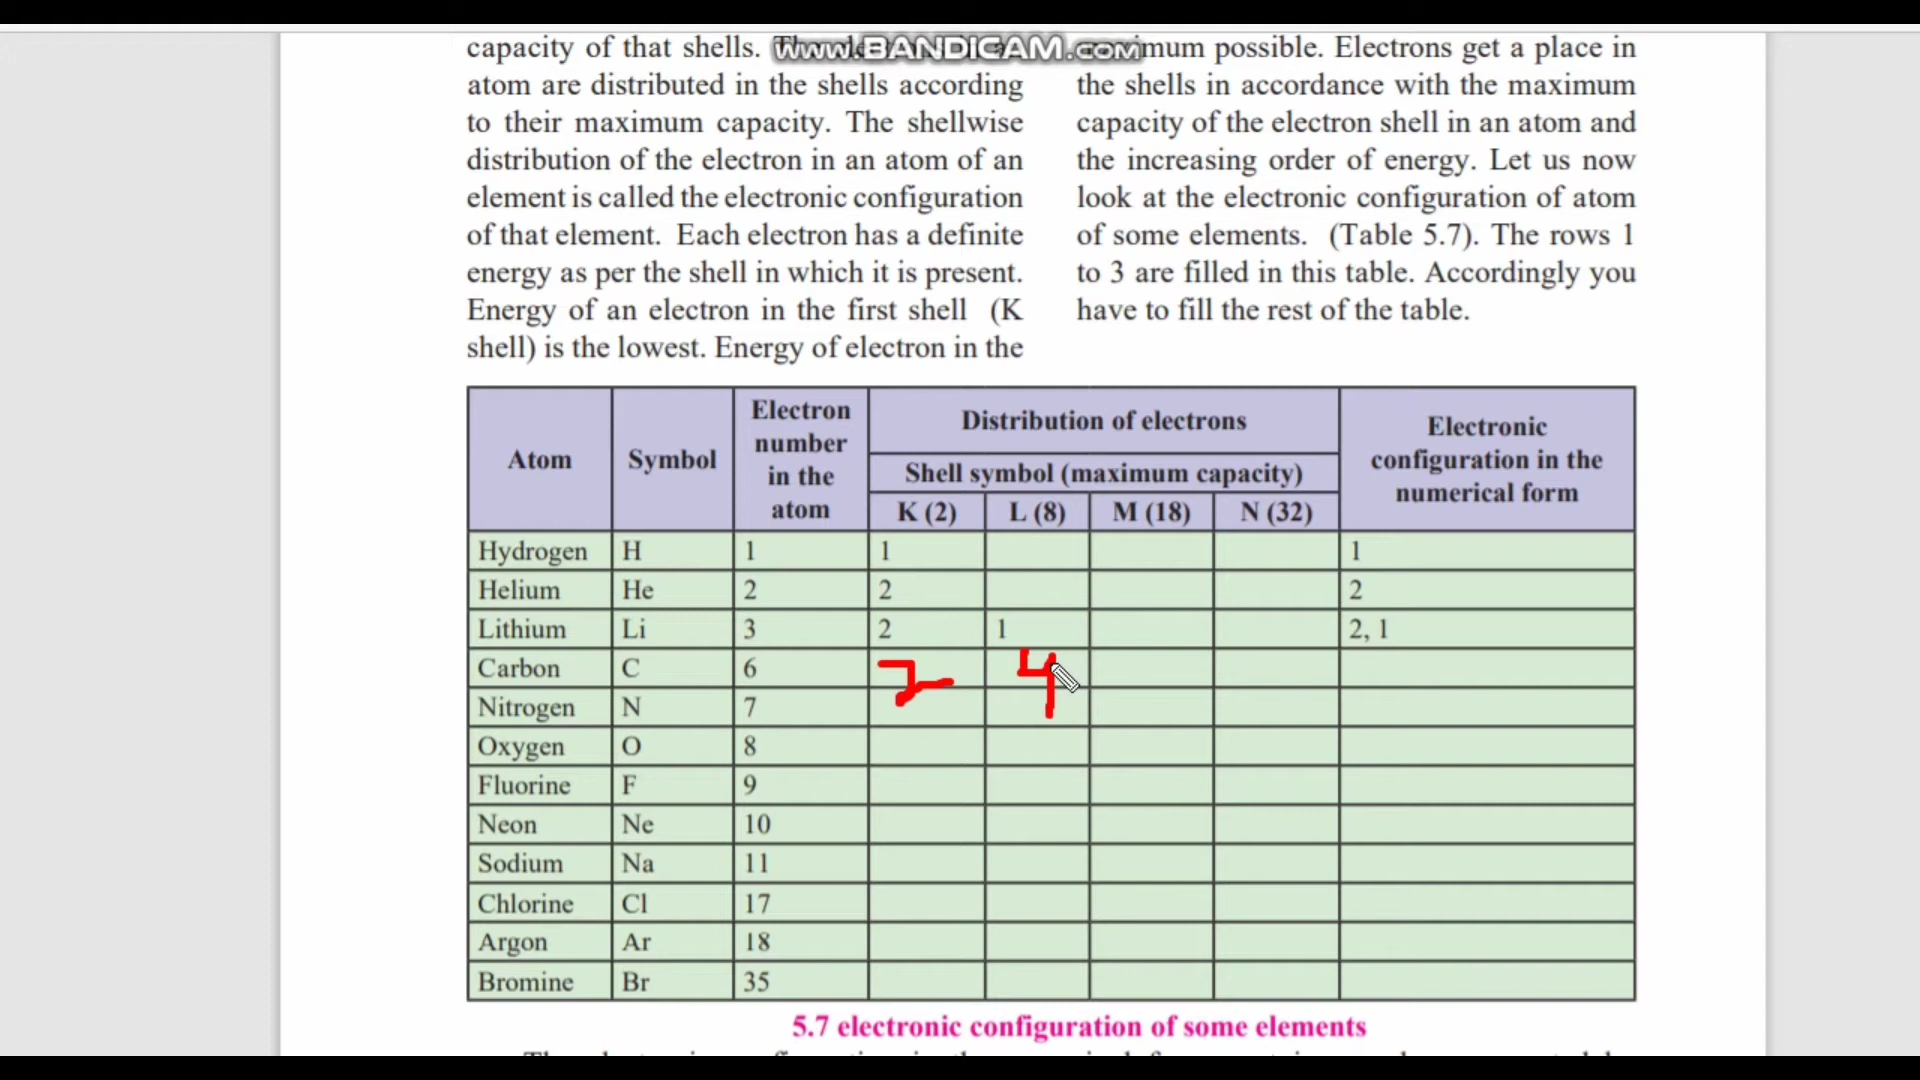 www.BANDICAM.com
capacity of that shells.
atom are distributed in the shells according
to their maximum capacity. The shellwise
distribution of the electron in an atom of an
element is called the electronic configuration
of that element. Each electron has a definite
energy as per the shell in which it is present.
Energy of an electron in the first shell (K
shell) is the lowest. Energy of electron in the
possible. Electrons get a place in
the shells in accordance with the maximum
capacity of the electron shell in an atom and
the increasing order of energy. Let us now
look at the electronic configuration of atom
of some elements. (Table 5.7). The rows 1
to 3 are filled in this table. Accordingly you
have to fill the rest of the table.
Atom Symbol Electron number in the atom Distribution of electrons Electronic configuration in the numerical form
Shell symbol (maximum capacity)
K (2) L (8) M (18) N (32)
Hydrogen H 1 1 1
Helium He 2 2 2
Lithium Li 3 2 1 2, 1
Carbon C 6 2 4
Nitrogen N 7
Oxygen O 8
Fluorine F 9
Neon Ne 10
Sodium Na 11
Chlorine Cl 17
Argon Ar 18
Bromine Br 35
5.7 electronic configuration of some elements